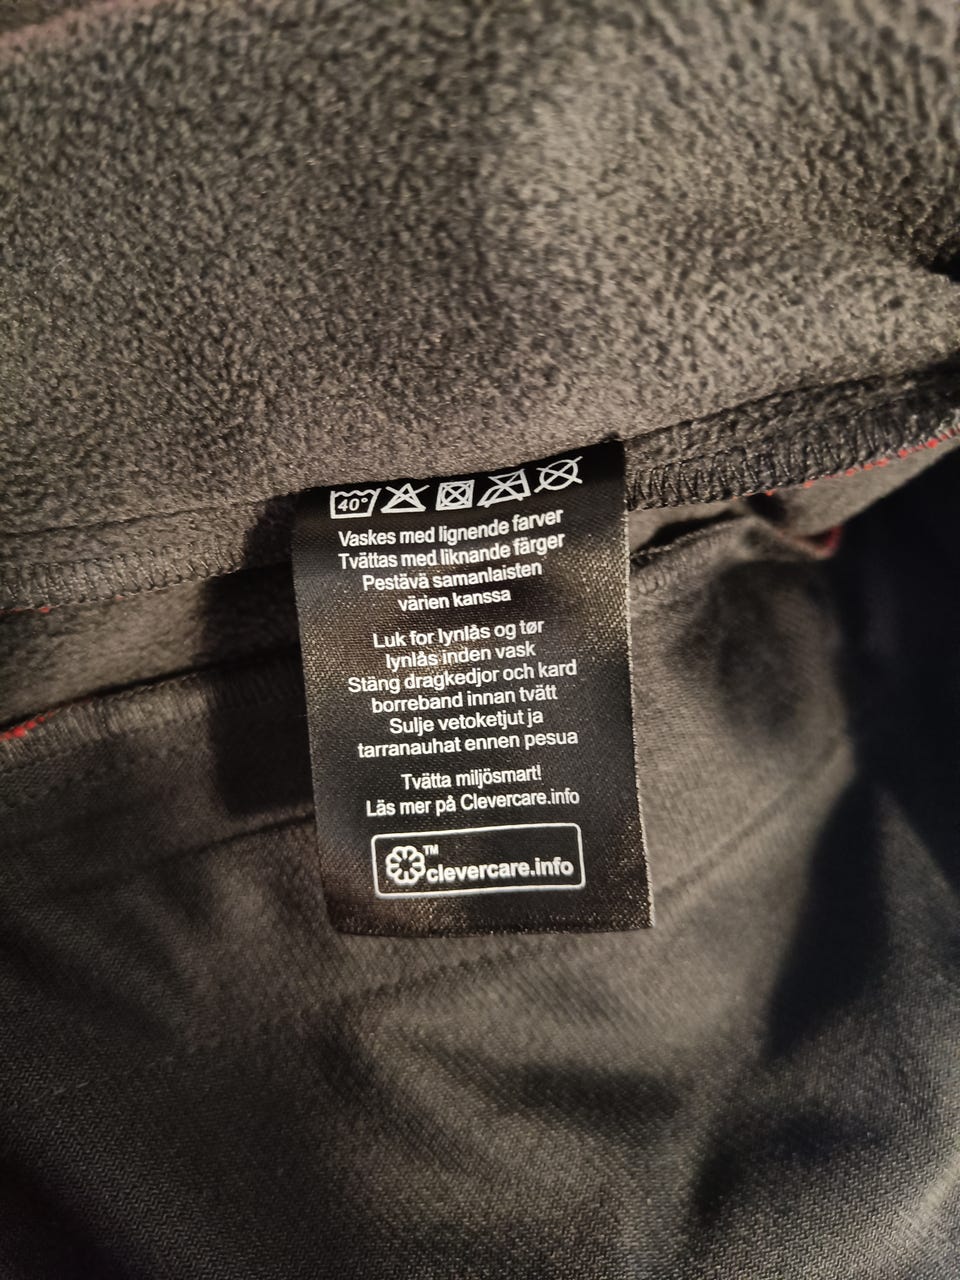 40°
Vaskes med lignende farver
Tvättas med liknande färger
Pestävä samanlaisten
värien kanssa
Luk for lynlås og tør
lynlås inden vask
Stäng dragkedjor och kard
borreband innan tvätt
Sulje vetoketjut ja
tarranauhat ennen pesua
Tvätta miljösmart!
Läs mer på Clevercare.info
TM
clevercare.info